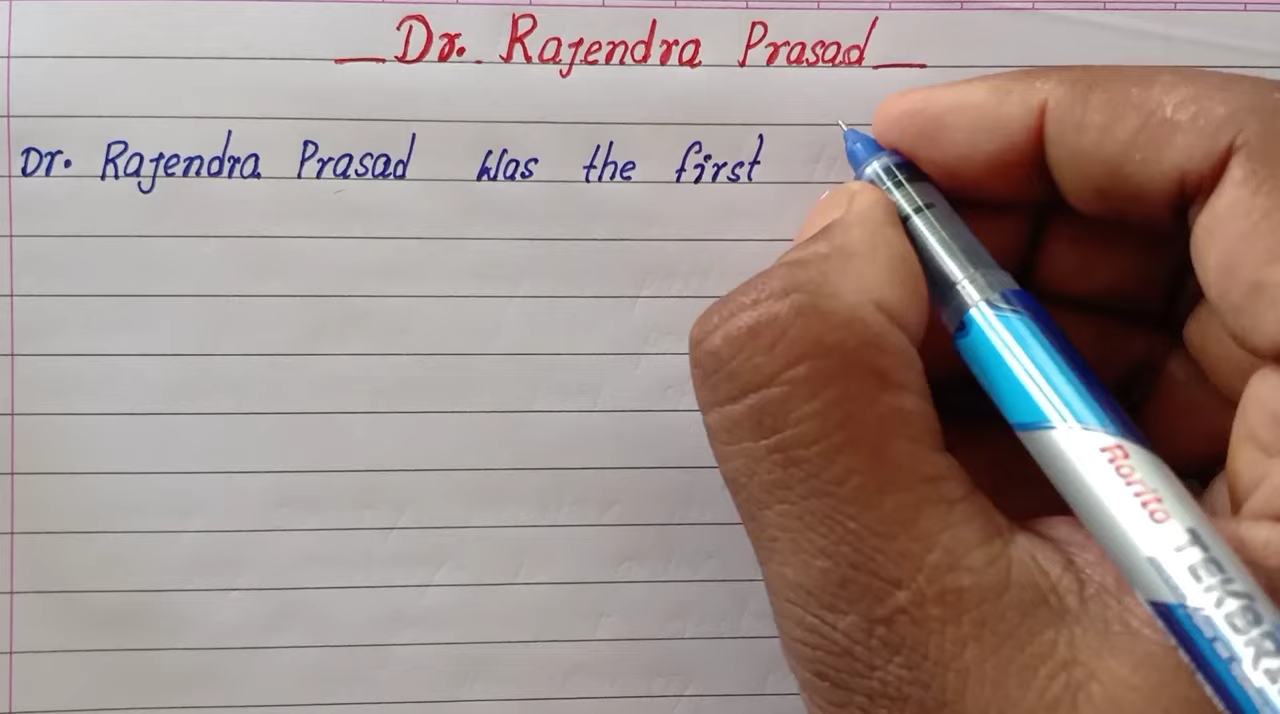 Dr. Rajendra Prasad
Dr. Rajendra Prasad was the first
Rorito